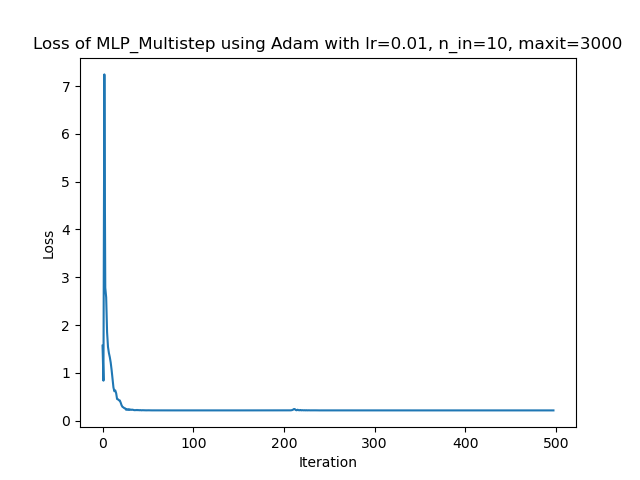 Loss of MLP_Multistep using Adam with lr=0.01, n_in=10, maxit=3000
7
6
5
4
3
2
1
0
Loss
0 100 200 300 400 500
Iteration